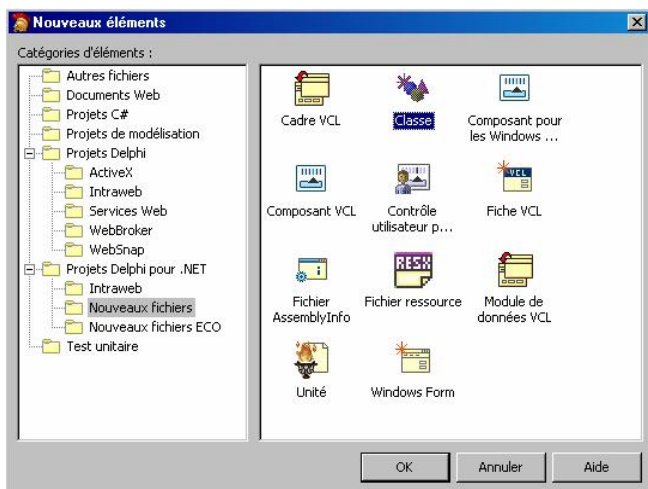 Nouveaux éléments
Catégories d'éléments :
Autres fichiers
Documents Web
Projets C#
Projets de modélisation
Projets Delphi
ActiveX
Intraweb
Services Web
WebBroker
WebSnap
Projets Delphi pour .NET
Intraweb
Nouveaux fichiers
Nouveaux fichiers ECO
Test unitaire
Cadre VCL
Classe
Composant pour
les Windows ...
Composant VCL
Contrôle
utilisateur p...
VCL
Fiche VCL
Fichier
AssemblyInfo
RESX
Fichier ressource
Module de
données VCL
Unité
Windows Form
OK
Annuler
Aide